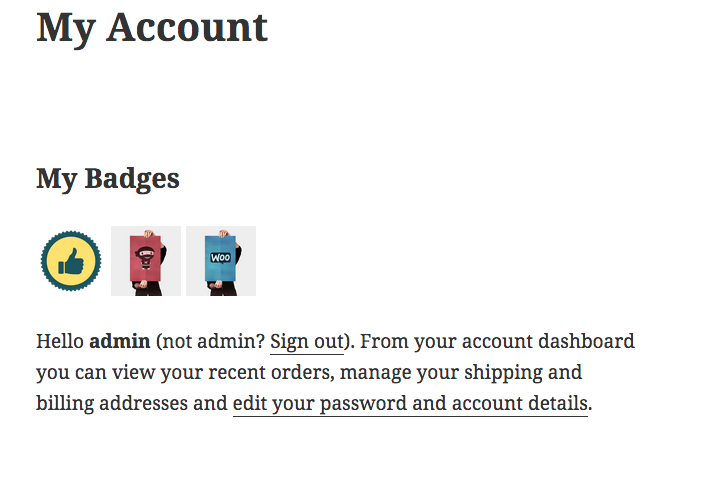 My Account
My Badges
WOO
Hello admin (not admin? Sign out). From your account dashboard
you can view your recent orders, manage your shipping and
billing addresses and edit your password and account details.